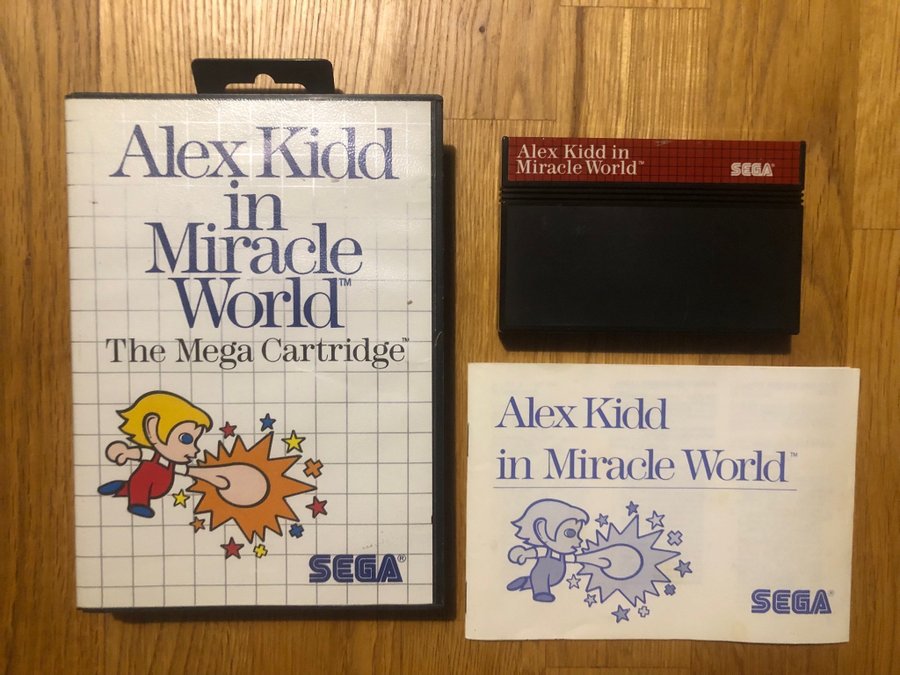 Alex Kidd
in
Miracle
World™
The Mega Cartridge™
SEGA®
Alex Kidd in
Miracle World™
SEGA®
Alex Kidd
in Miracle World™
SEGA®